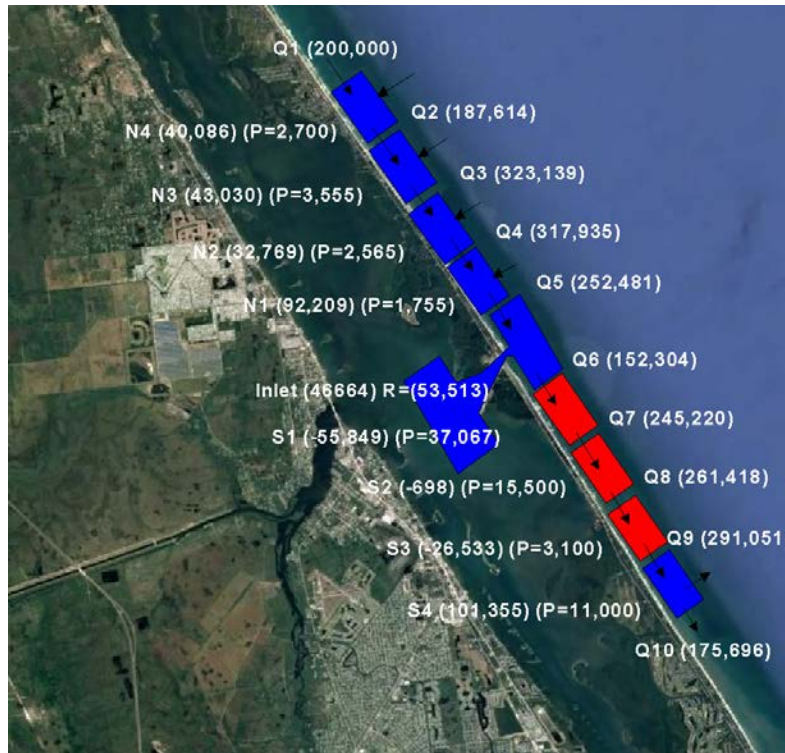 Q1 (200,000)
Q2 (187,614)
N4 (40,086) (P=2,700)
Q3 (323,139)
N3 (43,030) (P=3,555)
Q4 (317,935)
N2 (32,769) (P=2,565)
Q5 (252,481)
N1 (92,209) (P=1,755)
Q6 (152,304)
Inlet (46664) R=(53,513)
Q7 (245,220)
S1 (-55,849) (P=37,067)
Q8 (261,418)
S2 (-698) (P=15,500)
Q9 (291,051
S3 (-26,533) (P=3,100)
S4 (101,355) (P=11,000)
Q10 (175,696)